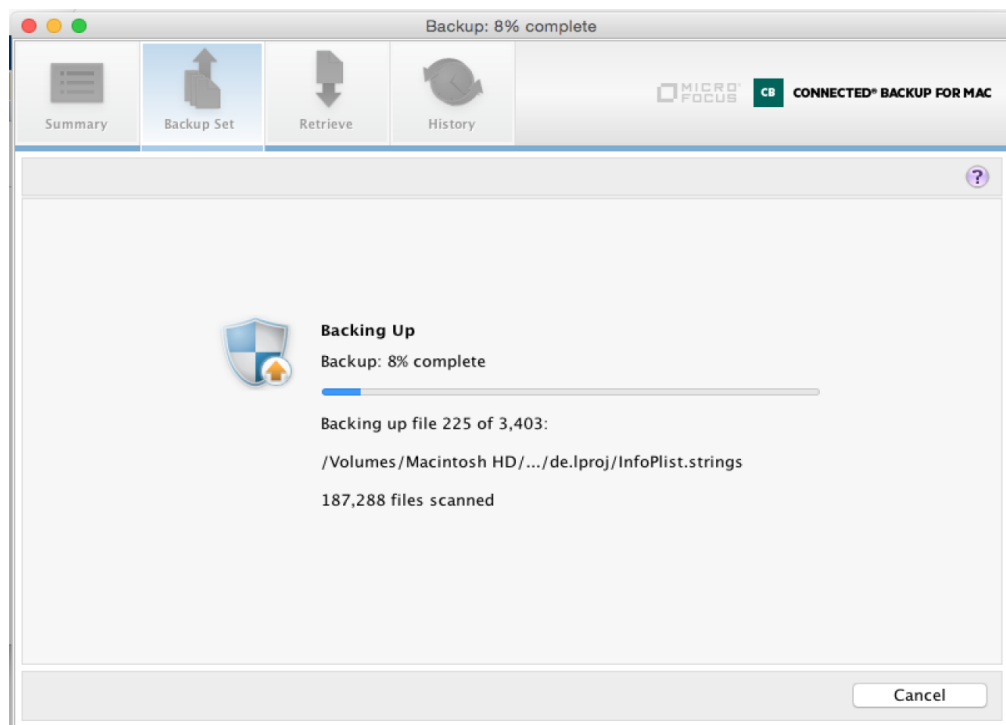 Backup: 8% complete
Summary
Backup Set
Retrieve
History
MICRO FOCUS
CB
CONNECTED® BACKUP FOR MAC
?
Backing Up
Backup: 8% complete
Backing up file 225 of 3,403:
/Volumes/Macintosh HD/.../de.lproj/InfoPlist.strings
187,288 files scanned
Cancel